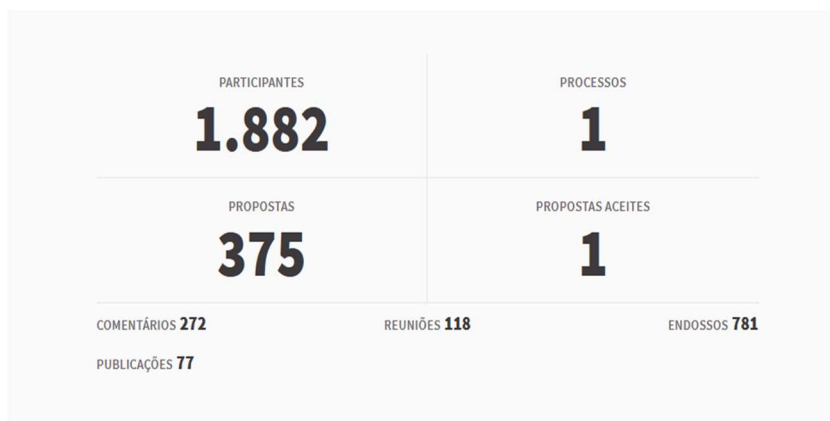 PARTICIPANTES PROCESSOS
1.882 1
PROPOSTAS PROPOSTAS ACEITES
375 1
COMENTÁRIOS 272 REUNIÕES 118 ENDOSSOS 781
PUBLICAÇÕES 77